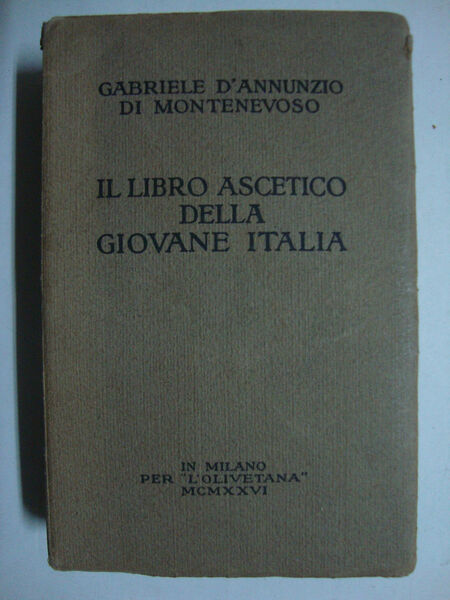 GABRIELE D'ANNUNZIO
DI MONTENEVOSO
IL LIBRO ASCETICO
DELLA
GIOVANE ITALIA
IN MILANO
PER "L'OLIVETANA"
MCMXXVI